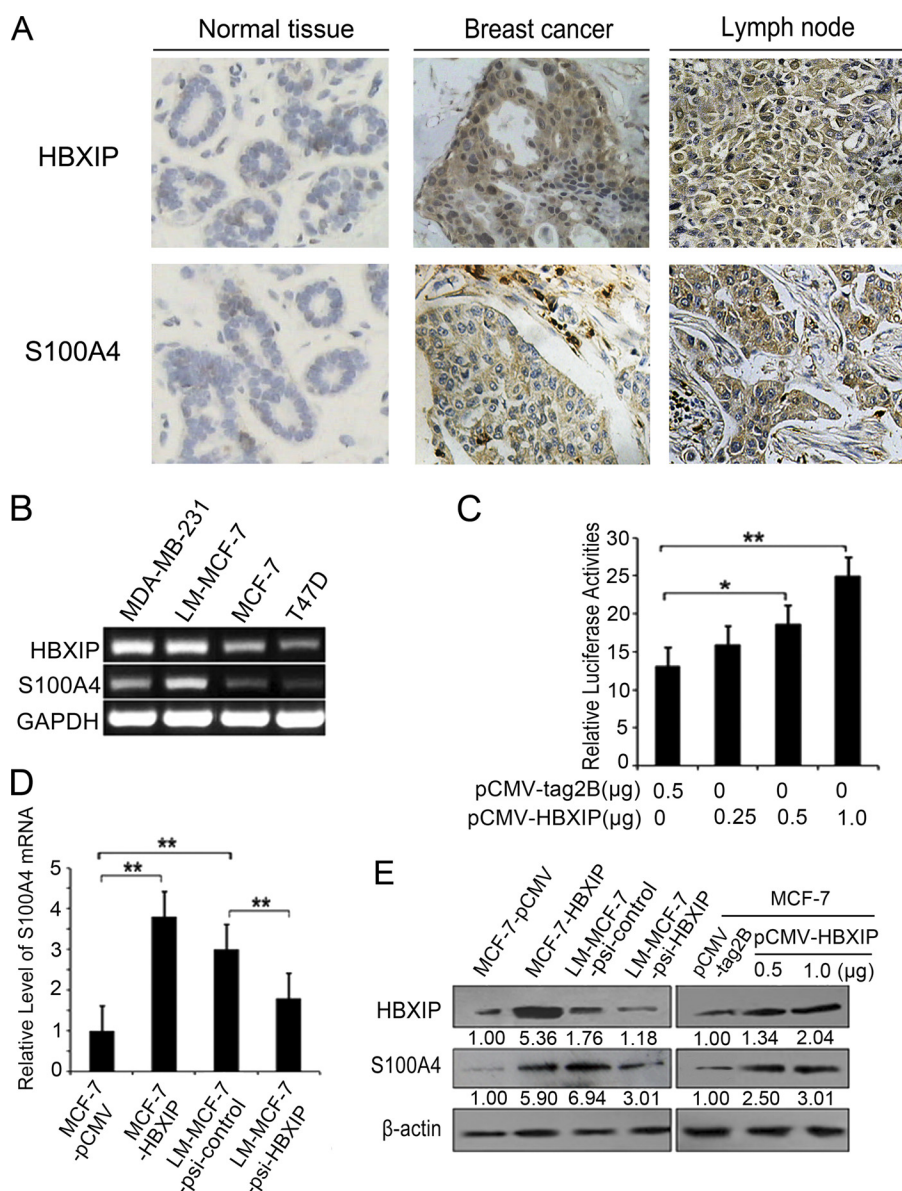 A
Normal tissue
Breast cancer
Lymph node
HBXIP
S100A4
B
MDA-MB-231
LM-MCF-7
MCF-7
T47D
HBXIP
S100A4
GAPDH
C
Relative Luciferase Activities
30
25
20
15
10
5
0
*
**
pCMV-tag2B(μg) 0.5 0 0 0
pCMV-HBXIP(μg) 0 0.25 0.5 1.0
D
Relative Level of S100A4 mRNA
5
4
3
2
1
0
**
**
**
MCF-7
-pCMV
MCF-7
-HBXIP
LM-MCF-7
-psi-control
LM-MCF-7
-psi-HBXIP
E
MCF-7-pCMV
MCF-7-HBXIP
LM-MCF-7
-psi-control
LM-MCF-7
-psi-HBXIP
MCF-7
pCMV
-tag2B
pCMV-HBXIP
0.5 1.0 (μg)
HBXIP
1.00 5.36 1.76 1.18 1.00 1.34 2.04
S100A4
1.00 5.90 6.94 3.01 1.00 2.50 3.01
β-actin